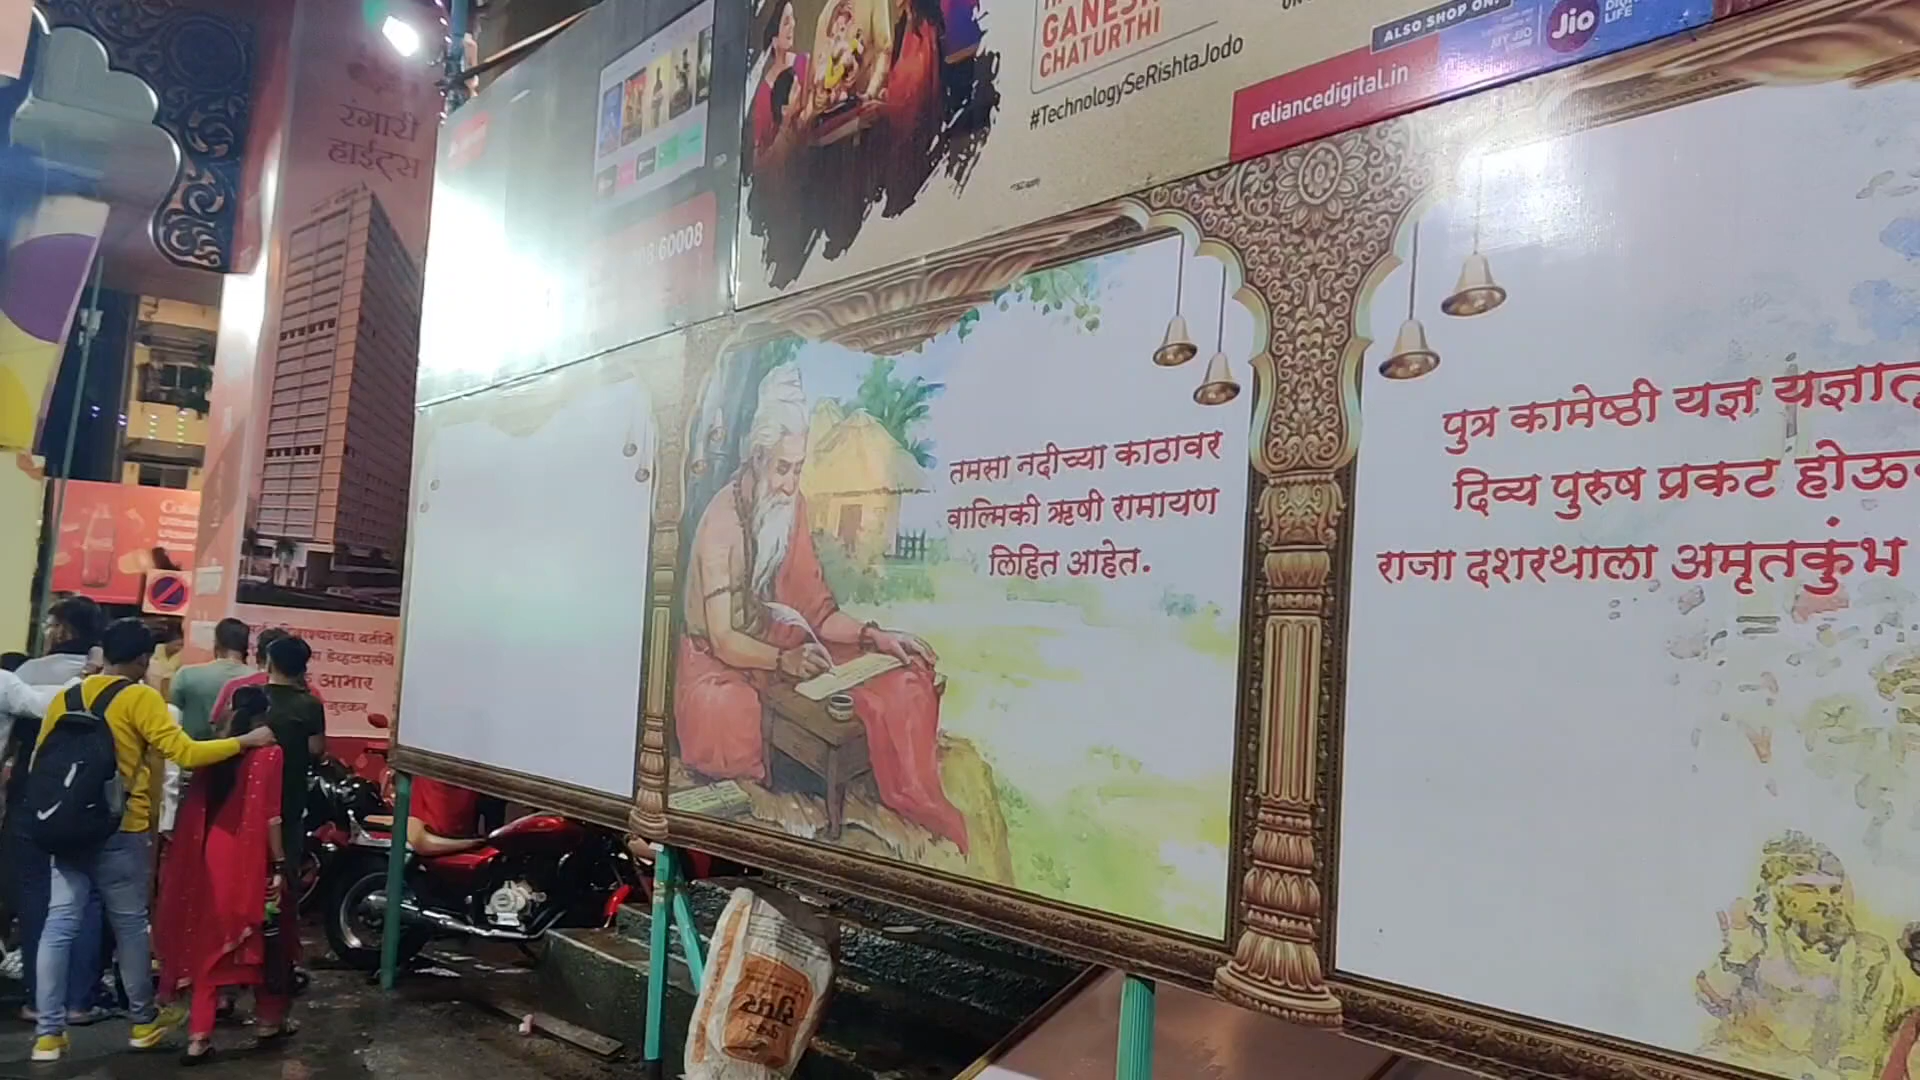 रंगारी
हाईट्स
GANESH
CHATURTHI
#TechnologySeRishtaJodo
ALSO SHOP ON:
Jio
DIGITAL
LIFE
reliancedigital.in
60008
तमसा नदीच्या काठावर
वाल्मिकी ऋषी रामायण
लिहित आहेत.
पुत्र कामेष्ठी यज्ञ
दिव्य पुरुष प्रकट
राजा दशरथाला अमृतकुंभ
आभार